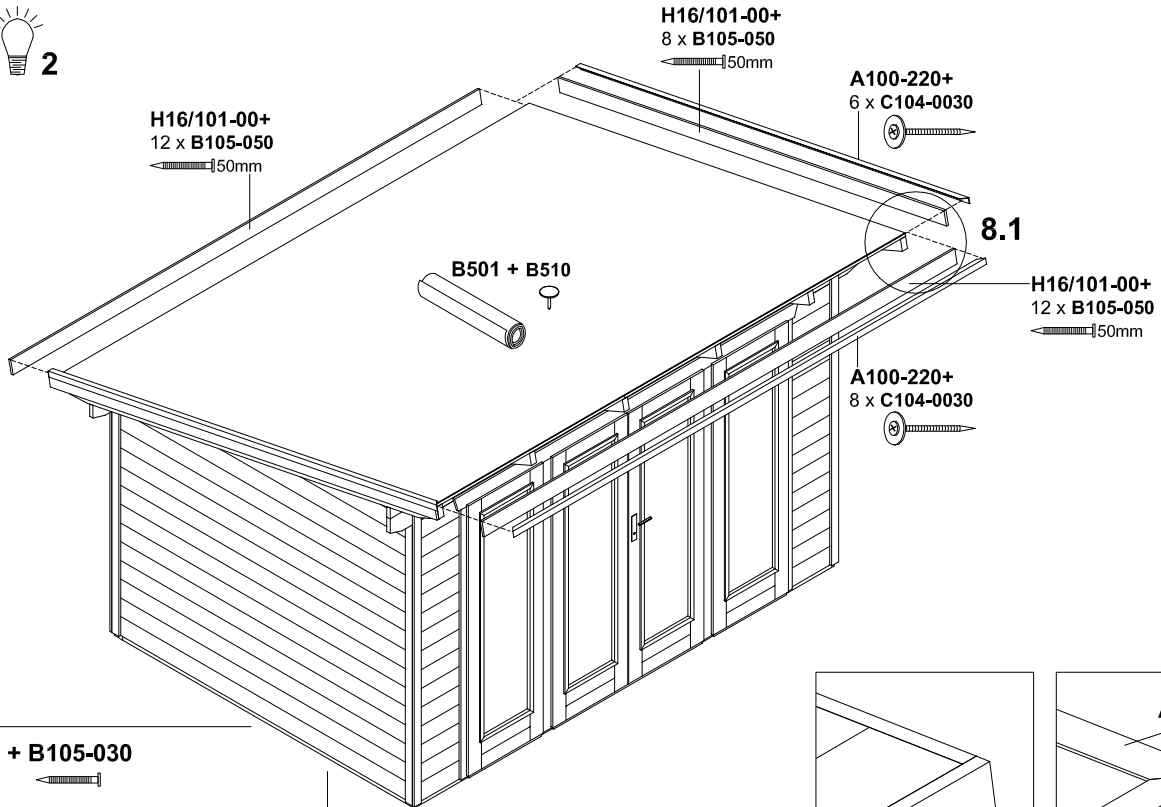 2
H16/101-00+
8 x B105-050
50mm
A100-220+
6 x C104-0030
H16/101-00+
12 x B105-050
50mm
8.1
B501 + B510
H16/101-00+
12 x B105-050
50mm
A100-220+
8 x C104-0030
+ B105-030